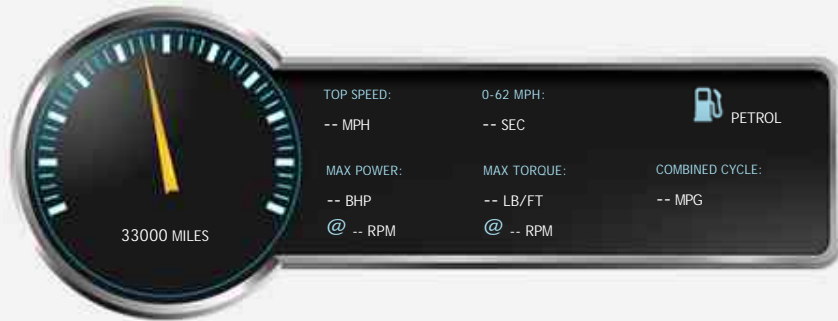 TOP SPEED:
-- MPH
0-62 MPH:
-- SEC
PETROL
MAX POWER:
-- BHP
@ -- RPM
MAX TORQUE:
-- LB/FT
@ -- RPM
COMBINED CYCLE:
-- MPG
33000 MILES